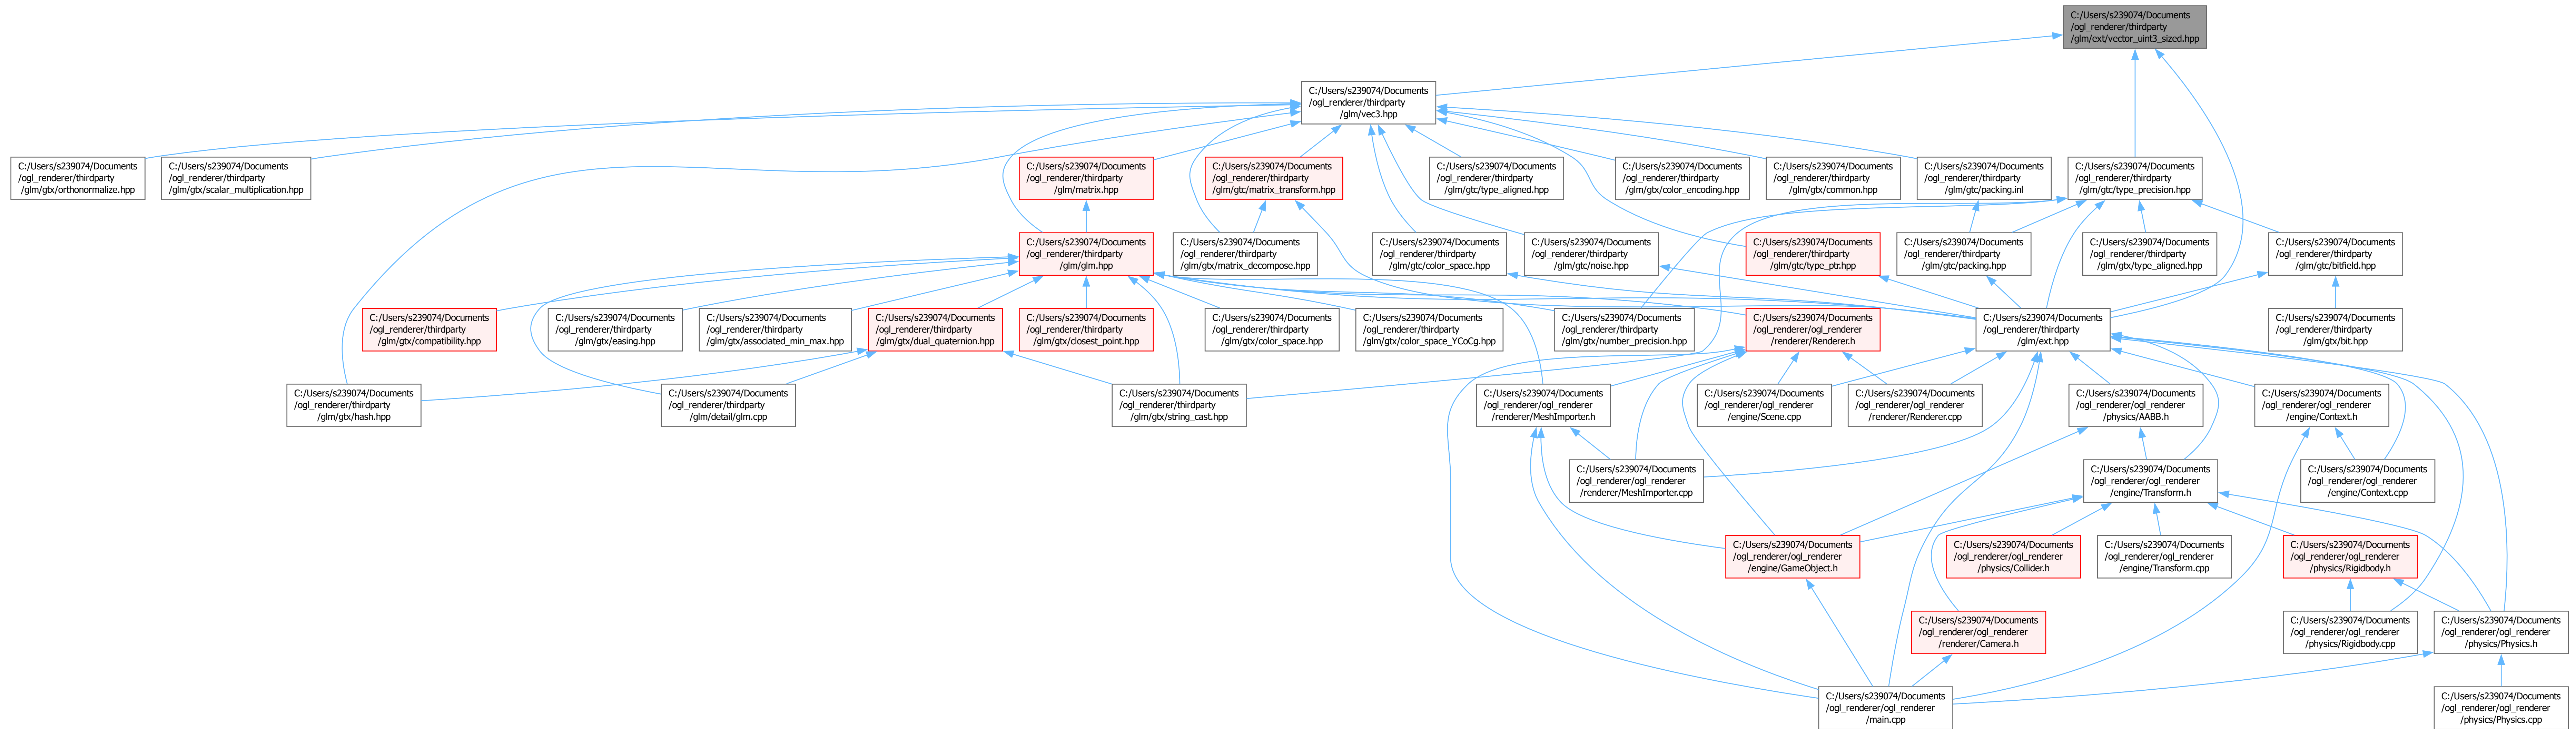 C:/Users/s239074/Documents
/ogl_renderer/thirdparty
/glm/ext/vector_uint3_sized.hpp
C:/Users/s239074/Documents
/ogl_renderer/thirdparty
/glm/vec3.hpp
C:/Users/s239074/Documents
/ogl_renderer/thirdparty
/glm/gtx/orthonormalize.hpp
C:/Users/s239074/Documents
/ogl_renderer/thirdparty
/glm/gtx/scalar_multiplication.hpp
C:/Users/s239074/Documents
/ogl_renderer/thirdparty
/glm/matrix.hpp
C:/Users/s239074/Documents
/ogl_renderer/thirdparty
/glm/gtc/matrix_transform.hpp
C:/Users/s239074/Documents
/ogl_renderer/thirdparty
/glm/gtc/type_aligned.hpp
C:/Users/s239074/Documents
/ogl_renderer/thirdparty
/glm/gtx/color_encoding.hpp
C:/Users/s239074/Documents
/ogl_renderer/thirdparty
/glm/gtx/common.hpp
C:/Users/s239074/Documents
/ogl_renderer/thirdparty
/glm/gtc/packing.inl
C:/Users/s239074/Documents
/ogl_renderer/thirdparty
/glm/gtc/type_precision.hpp
C:/Users/s239074/Documents
/ogl_renderer/thirdparty
/glm/glm.hpp
C:/Users/s239074/Documents
/ogl_renderer/thirdparty
/glm/gtx/matrix_decompose.hpp
C:/Users/s239074/Documents
/ogl_renderer/thirdparty
/glm/gtc/color_space.hpp
C:/Users/s239074/Documents
/ogl_renderer/thirdparty
/glm/gtc/noise.hpp
C:/Users/s239074/Documents
/ogl_renderer/thirdparty
/glm/gtc/type_ptr.hpp
C:/Users/s239074/Documents
/ogl_renderer/thirdparty
/glm/gtc/packing.hpp
C:/Users/s239074/Documents
/ogl_renderer/thirdparty
/glm/gtx/type_aligned.hpp
C:/Users/s239074/Documents
/ogl_renderer/thirdparty
/glm/gtc/bitfield.hpp
C:/Users/s239074/Documents
/ogl_renderer/thirdparty
/glm/gtx/compatibility.hpp
C:/Users/s239074/Documents
/ogl_renderer/thirdparty
/glm/gtx/easing.hpp
C:/Users/s239074/Documents
/ogl_renderer/thirdparty
/glm/gtx/associated_min_max.hpp
C:/Users/s239074/Documents
/ogl_renderer/thirdparty
/glm/gtx/dual_quaternion.hpp
C:/Users/s239074/Documents
/ogl_renderer/thirdparty
/glm/gtx/closest_point.hpp
C:/Users/s239074/Documents
/ogl_renderer/thirdparty
/glm/gtx/color_space.hpp
C:/Users/s239074/Documents
/ogl_renderer/thirdparty
/glm/gtx/color_space_YCoCg.hpp
C:/Users/s239074/Documents
/ogl_renderer/thirdparty
/glm/gtx/number_precision.hpp
C:/Users/s239074/Documents
/ogl_renderer/ogl_renderer
/render/Renderer.h
C:/Users/s239074/Documents
/ogl_renderer/thirdparty
/glm/ext.hpp
C:/Users/s239074/Documents
/ogl_renderer/thirdparty
/glm/gtx/bit.hpp
C:/Users/s239074/Documents
/ogl_renderer/thirdparty
/glm/gtx/hash.hpp
C:/Users/s239074/Documents
/ogl_renderer/thirdparty
/glm/detail/glm.cpp
C:/Users/s239074/Documents
/ogl_renderer/thirdparty
/glm/gtx/string_cast.hpp
C:/Users/s239074/Documents
/ogl_renderer/ogl_renderer
/render/MeshImporter.h
C:/Users/s239074/Documents
/ogl_renderer/ogl_renderer
/engine/Scene.cpp
C:/Users/s239074/Documents
/ogl_renderer/ogl_renderer
/render/Renderer.cpp
C:/Users/s239074/Documents
/ogl_renderer/ogl_renderer
/physics/AABB.h
C:/Users/s239074/Documents
/ogl_renderer/ogl_renderer
/engine/Context.h
C:/Users/s239074/Documents
/ogl_renderer/ogl_renderer
/render/MeshImporter.cpp
C:/Users/s239074/Documents
/ogl_renderer/ogl_renderer
/engine/Transform.h
C:/Users/s239074/Documents
/ogl_renderer/ogl_renderer
/engine/Context.cpp
C:/Users/s239074/Documents
/ogl_renderer/ogl_renderer
/engine/GameObject.h
C:/Users/s239074/Documents
/ogl_renderer/ogl_renderer
/physics/Collider.h
C:/Users/s239074/Documents
/ogl_renderer/ogl_renderer
/engine/Transform.cpp
C:/Users/s239074/Documents
/ogl_renderer/ogl_renderer
/physics/Rigidbody.h
C:/Users/s239074/Documents
/ogl_renderer/ogl_renderer
/render/Camera.h
C:/Users/s239074/Documents
/ogl_renderer/ogl_renderer
/physics/Rigidbody.cpp
C:/Users/s239074/Documents
/ogl_renderer/ogl_renderer
/physics/Physics.h
C:/Users/s239074/Documents
/ogl_renderer/ogl_renderer
/main.cpp
C:/Users/s239074/Documents
/ogl_renderer/ogl_renderer
/physics/Physics.cpp